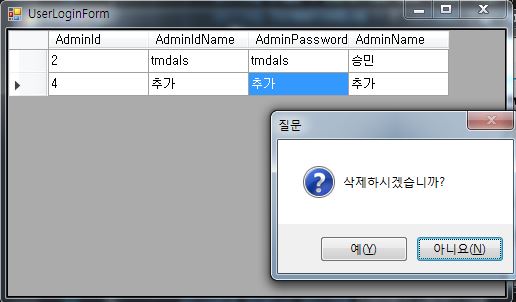 UserLoginForm
AdminId AdminIdName AdminPassword AdminName
2 tmdals tmdals 승민
4 추가 추가 추가
질문
삭제하시겠습니까?
예(Y) 아니요(N)